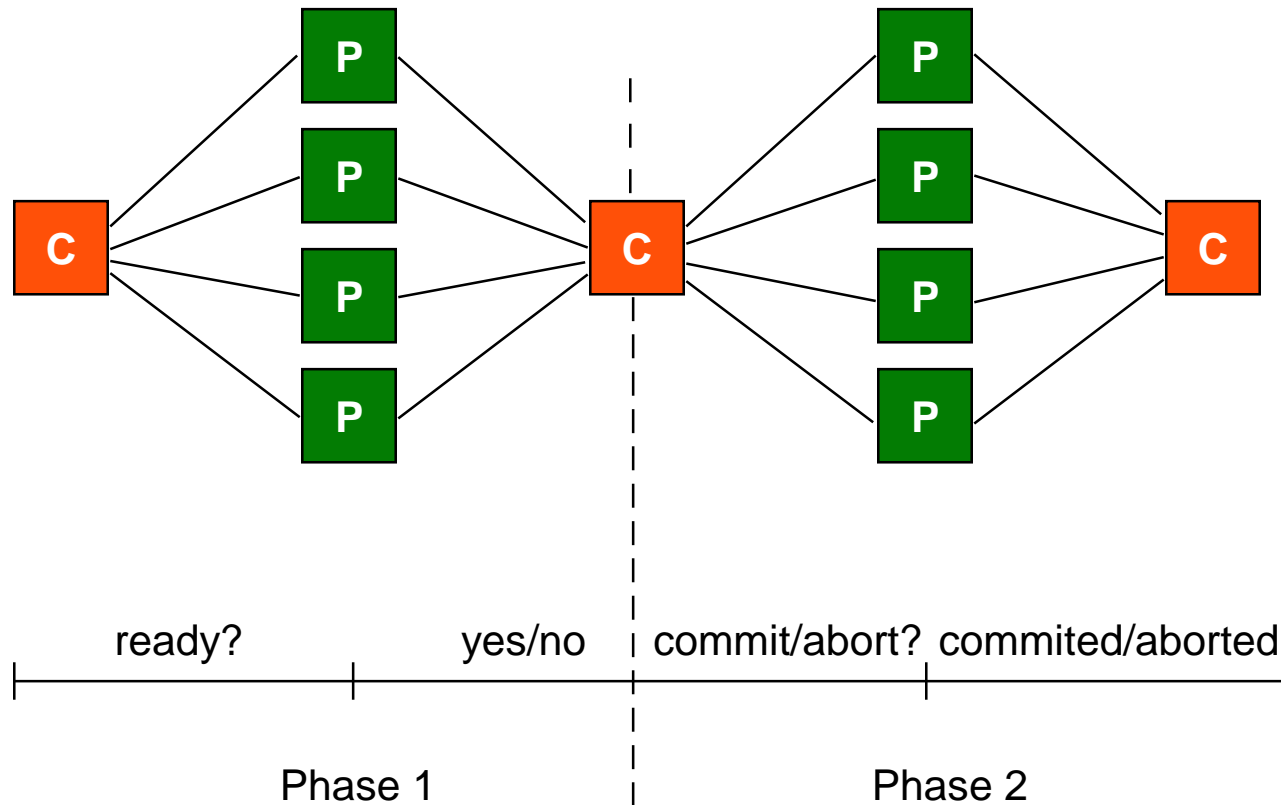 P P
P P
C C C
P P
P P
ready? yes/no commit/abort? commited/aborted
Phase 1 Phase 2